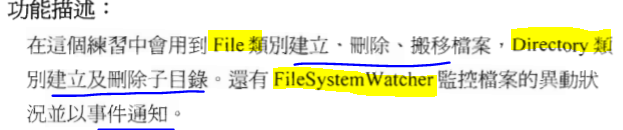 功能描述：
在這個練習中會用到 File 類別建立、刪除、搬移檔案，Directory 類
別建立及刪除子目錄。還有 FileSystemWatcher 監控檔案的異動狀
況並以事件通知。